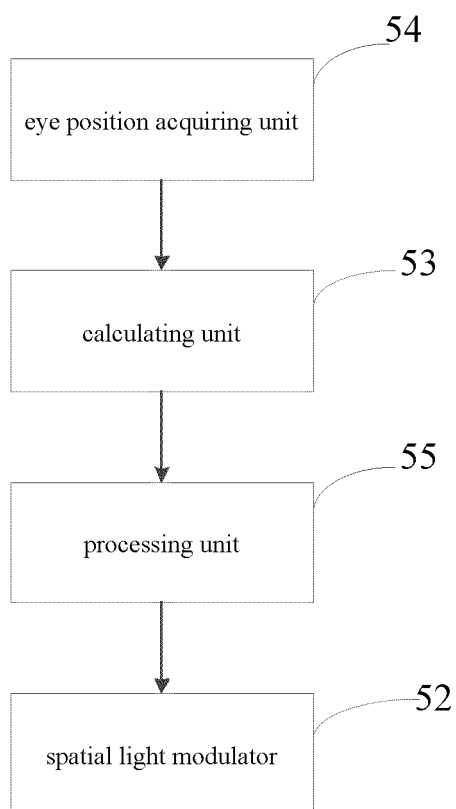 54
eye position acquiring unit
53
calculating unit
55
processing unit
52
spatial light modulator